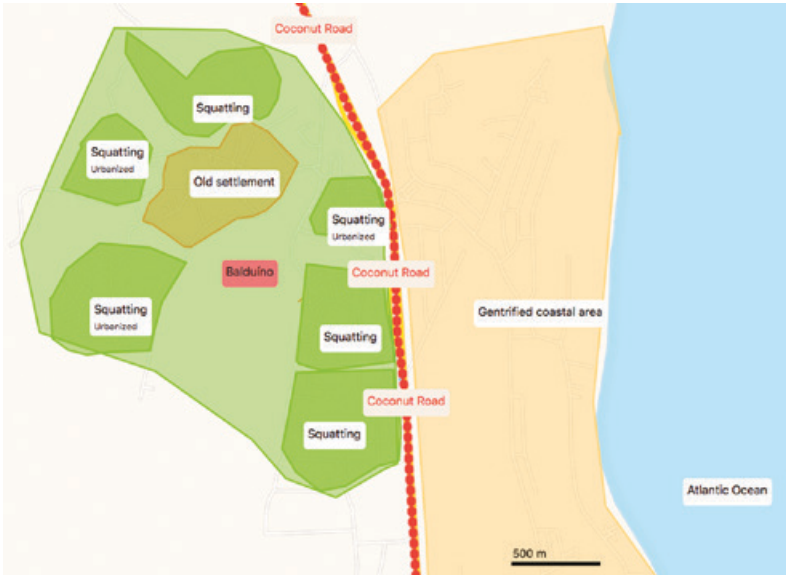 Coconut Road
Squatting
Squatting
Urbanized
Old settlement
Squatting
Urbanized
Balduino
Coconut Road
Squatting
Urbanized
Gentrified coastal area
Squatting
Coconut Road
Squatting
Atlantic Ocean
500 m